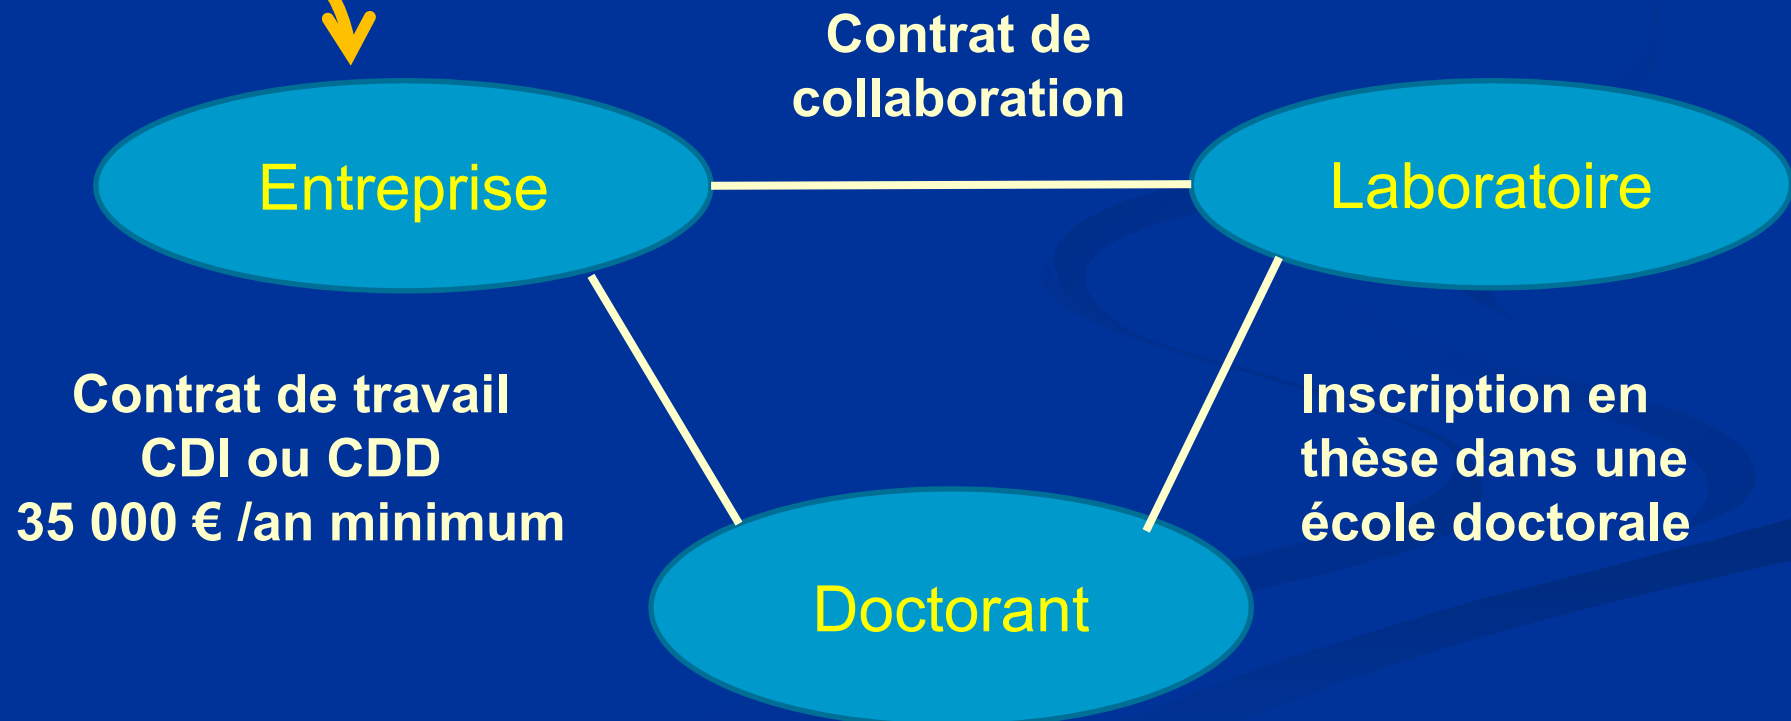 Contrat de
collaboration
Entreprise
Laboratoire
Contrat de travail
CDI ou CDD
35 000 € /an minimum
Inscription en
thèse dans une
école doctorale
Doctorant